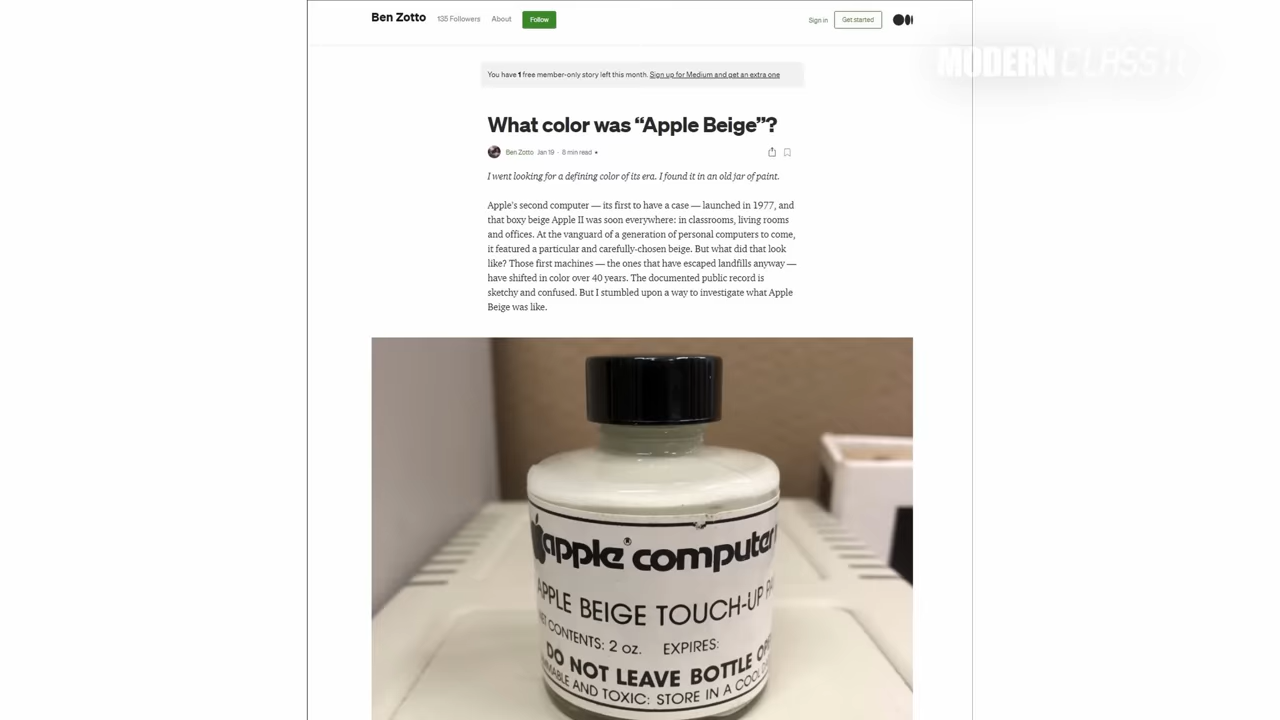 Ben Zotto 135 Followers About Follow Sign in Get started
MODERN CLASSIC
You have 1 free member-only story left this month. Sign up for Medium and get an extra one
What color was “Apple Beige”?
Ben Zotto Jan 19 · 8 min read
I went looking for a defining color of its era. I found it in an old jar of paint.
Apple's second computer — its first to have a case — launched in 1977, and
that boxy beige Apple II was soon everywhere: in classrooms, living rooms
and offices. At the vanguard of a generation of personal computers to come,
it featured a particular and carefully-chosen beige. But what did that look
like? Those first machines — the ones that have escaped landfills anyway —
have shifted in color over 40 years. The documented public record is
sketchy and confused. But I stumbled upon a way to investigate what Apple
Beige was like.
apple® computer
APPLE BEIGE TOUCH-UP
CONTENTS: 2 oz. EXPIRES:
DO NOT LEAVE BOTTLE
AND TOXIC: STORE IN A COOL